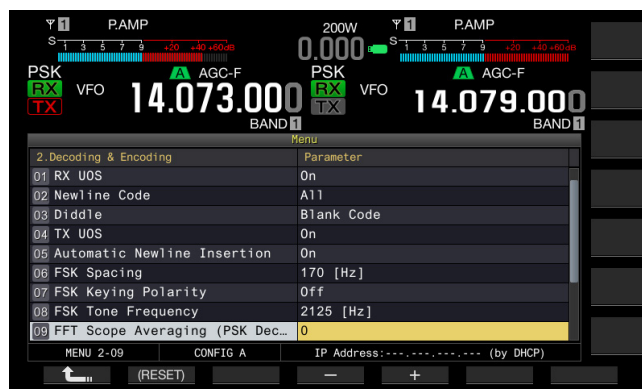 1 P.AMP 200W 1 P.AMP
S 1 3 5 7 9 +20 +40 +60dB 0.000 S 1 3 5 7 9 +20 +40 +60dB
PSK A AGC-F PSK A AGC-F
RX VFO 14.073.000 RX VFO 14.079.000
TX TX
BAND 1 BAND 1
Menu
2.Decoding & Encoding Parameter
01 RX UOS On
02 Newline Code All
03 Diddle Blank Code
04 TX UOS On
05 Automatic Newline Insertion On
06 FSK Spacing 170 [Hz]
07 FSK Keying Polarity Off
08 FSK Tone Frequency 2125 [Hz]
09 FFT Scope Averaging (PSK Dec... 0
MENU 2-09 CONFIG A IP Address:---.---.---.--- (by DHCP)
(RESET) − +